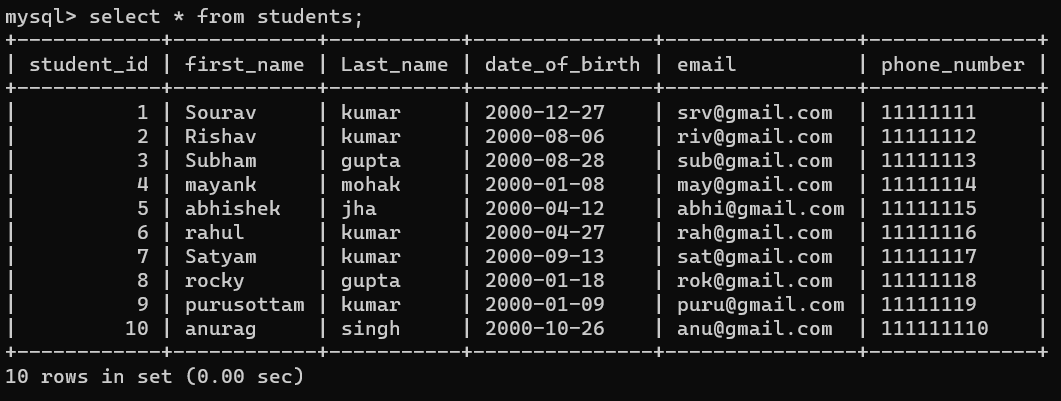 mysql> select * from students;
+------------+------------+-----------+---------------+----------------+--------------+
| student_id | first_name | Last_name | date_of_birth | email          | phone_number |
+------------+------------+-----------+---------------+----------------+--------------+
|          1 | Sourav     | kumar     | 2000-12-27    | srv@gmail.com  | 11111111     |
|          2 | Rishav     | kumar     | 2000-08-06    | riv@gmail.com  | 11111112     |
|          3 | Subham     | gupta     | 2000-08-28    | sub@gmail.com  | 11111113     |
|          4 | mayank     | mohak     | 2000-01-08    | may@gmail.com  | 11111114     |
|          5 | abhishek   | jha       | 2000-04-12    | abhi@gmail.com | 11111115     |
|          6 | rahul      | kumar     | 2000-04-27    | rah@gmail.com  | 11111116     |
|          7 | Satyam     | kumar     | 2000-09-13    | sat@gmail.com  | 11111117     |
|          8 | rocky      | gupta     | 2000-01-18    | rok@gmail.com  | 11111118     |
|          9 | purusottam | kumar     | 2000-01-09    | puru@gmail.com | 11111119     |
|         10 | anurag     | singh     | 2000-10-26    | anu@gmail.com  | 111111110    |
+------------+------------+-----------+---------------+----------------+--------------+
10 rows in set (0.00 sec)